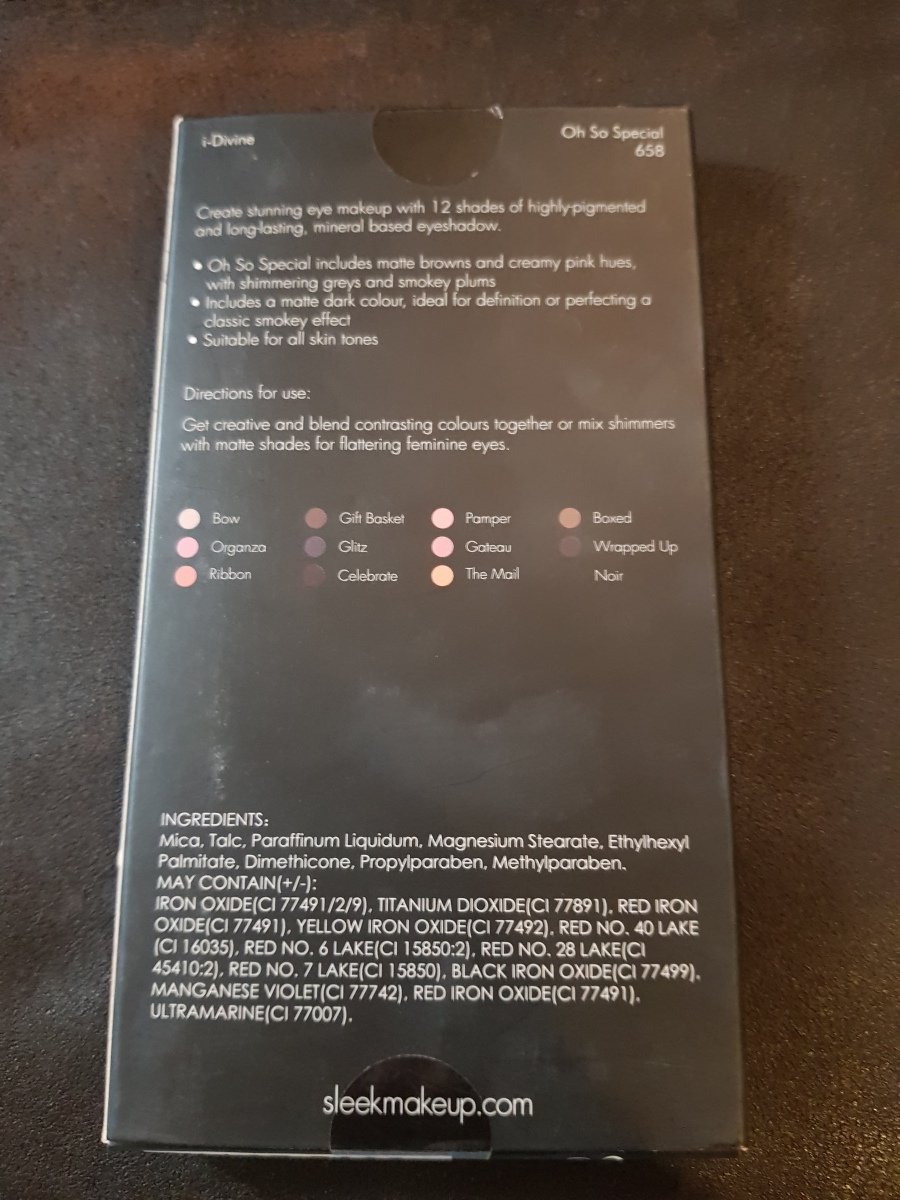 i-Divine
Oh So Special
658
Create stunning eye makeup with 12 shades of highly-pigmented
and long-lasting, mineral based eyeshadow.
• Oh So Special includes matte browns and creamy pink hues,
with shimmering greys and smokey plums
• Includes a matte dark colour, ideal for definition or perfecting a
classic smokey effect
• Suitable for all skin tones
Directions for use:
Get creative and blend contrasting colours together or mix shimmers
with matte shades for flattering feminine eyes.
Bow Gift Basket Pamper Boxed
Organza Glitz Gateau Wrapped Up
Ribbon Celebrate The Mail Noir
INGREDIENTS:
Mica, Talc, Paraffinum Liquidum, Magnesium Stearate, Ethylhexyl
Palmitate, Dimethicone, Propylparaben, Methylparaben.
MAY CONTAIN(+/-):
IRON OXIDE(CI 77491/2/9), TITANIUM DIOXIDE(CI 77891), RED IRON
OXIDE(CI 77491), YELLOW IRON OXIDE(CI 77492), RED NO. 40 LAKE
(CI 16035), RED NO. 6 LAKE(CI 15850:2), RED NO. 28 LAKE(CI
45410:2), RED NO. 7 LAKE(CI 15850), BLACK IRON OXIDE(CI 77499),
MANGANESE VIOLET(CI 77742), RED IRON OXIDE(CI 77491),
ULTRAMARINE(CI 77007).
sleekmakeup.com